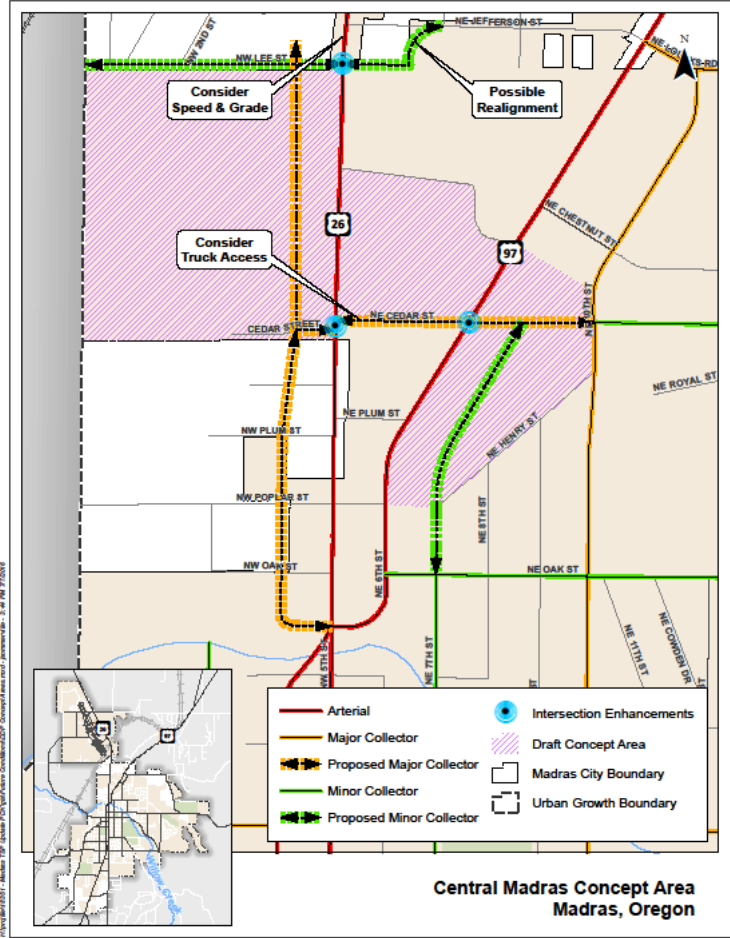 NE JEFFERSON ST
NW 2ND ST
N
NW LEE ST
Consider
Speed & Grade
Possible
Realignment
26
NE CHESTNUT ST
97
Consider
Truck Access
NE CEDAR ST
CEDAR STREET
NE 10TH ST
NE ROYAL ST
NE PLUM ST
NW PLUM ST
NE HENRY ST
NW POPLAR ST
NE 8TH ST
NW OAK ST
NE OAK ST
NE 6TH ST
NW 5TH ST
NE 7TH ST
NE 11TH ST
NE COWDEN DR
Arterial
Major Collector
Proposed Major Collector
Minor Collector
Proposed Minor Collector
Intersection Enhancements
Draft Concept Area
Madras City Boundary
Urban Growth Boundary
26
97
Willow Creek
Central Madras Concept Area
Madras, Oregon